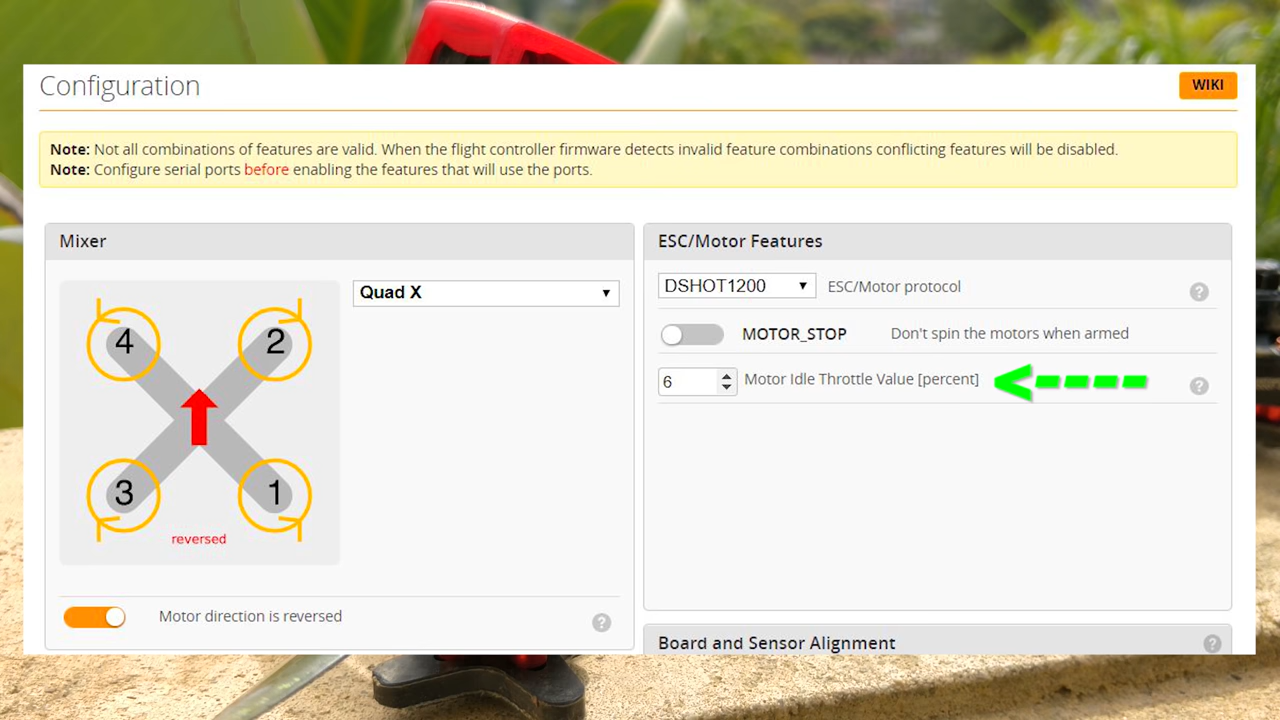 Configuration
WIKI
Note: Not all combinations of features are valid. When the flight controller firmware detects invalid feature combinations conflicting features will be disabled.
Note: Configure serial ports before enabling the features that will use the ports.
Mixer
Quad X
4
2
3
1
reversed
Motor direction is reversed
?
ESC/Motor Features
DSHOT1200
ESC/Motor protocol
?
MOTOR_STOP
Don't spin the motors when armed
6
Motor Idle Throttle Value [percent]
?
Board and Sensor Alignment
?